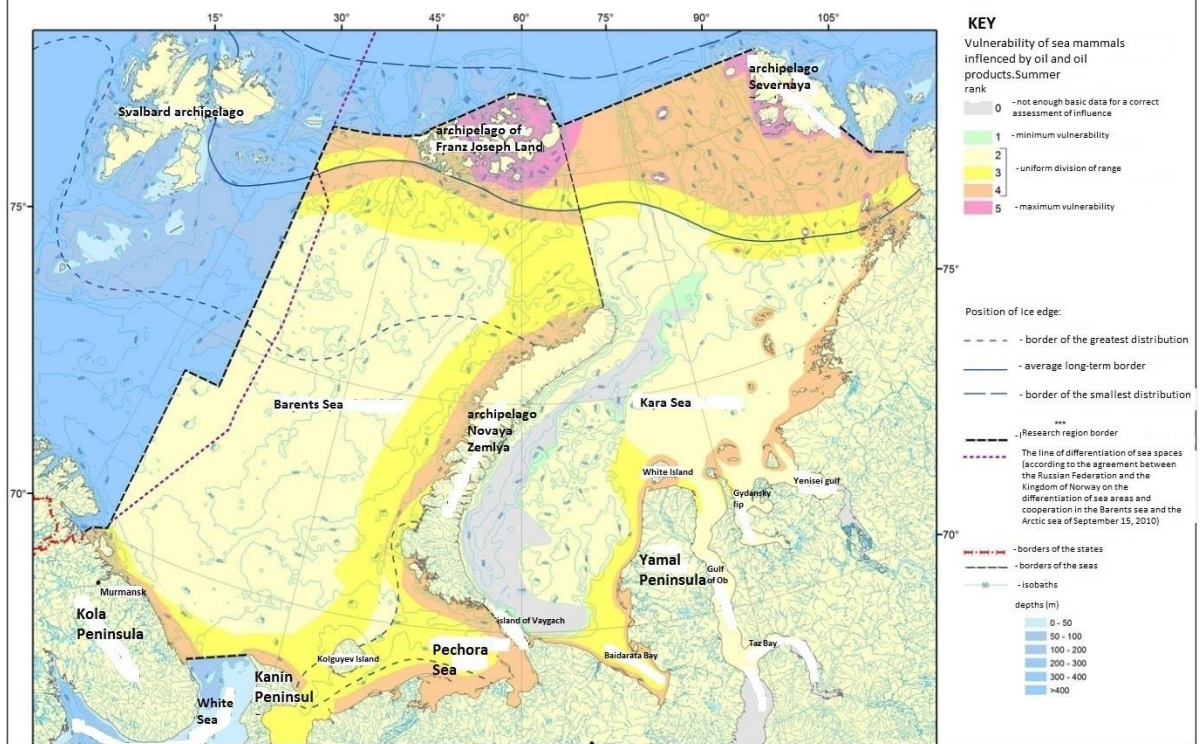 15°
30°
45°
60°
75°
90°
105°
75°
70°
75°
70°
Svalbard archipelago
archipelago of
Franz Joseph Land
archipelago
Severnaya
Barents Sea
archipelago
Novaya
Zemlya
Kara Sea
White Island
Gydansky
fip
Yenisei gulf
Yamal
Peninsula
Gulf
of Ob
Murmansk
Kola
Peninsula
island of Vaygach
Pechora
Sea
Kolguyev Island
Baidarata Bay
Taz Bay
Kanin
Peninsul
White
Sea
KEY
Vulnerability of sea mammals
inflenced by oil and oil
products.Summer
rank
0 - not enough basic data for a correct
assessment of influence
1 - minimum vulnerability
2
3 - uniform division of range
4
5 - maximum vulnerability
Position of Ice edge:
- border of the greatest distribution
- average long-term border
- border of the smallest distribution
***
Research region border
The line of differentiation of sea spaces
(according to the agreement between
the Russian Federation and the
Kingdom of Norway on the
differentiation of sea areas and
cooperation in the Barents sea and the
Arctic sea of September 15, 2010)
- borders of the states
- borders of the seas
50 - isobaths
depths (m)
0 - 50
50 - 100
100 - 200
200 - 300
300 - 400
>400